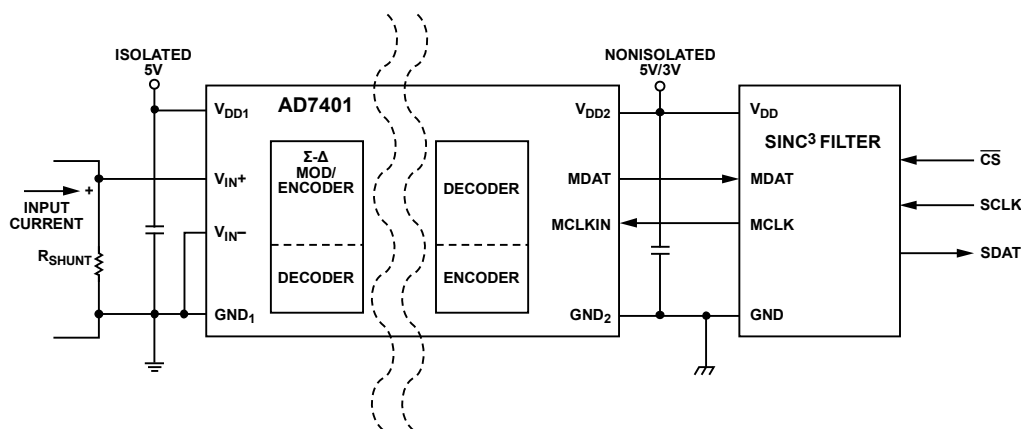 ISOLATED
5V
NONISOLATED
5V/3V
AD7401
VDD1
VIN+
VIN–
GND1
Σ-Δ
MOD/
ENCODER
DECODER
DECODER
ENCODER
VDD2
MDAT
MCLKIN
GND2
INPUT
CURRENT
+
RSHUNT
VDD
SINC³ FILTER
MDAT
MCLK
GND
C̅S̅
SCLK
SDAT